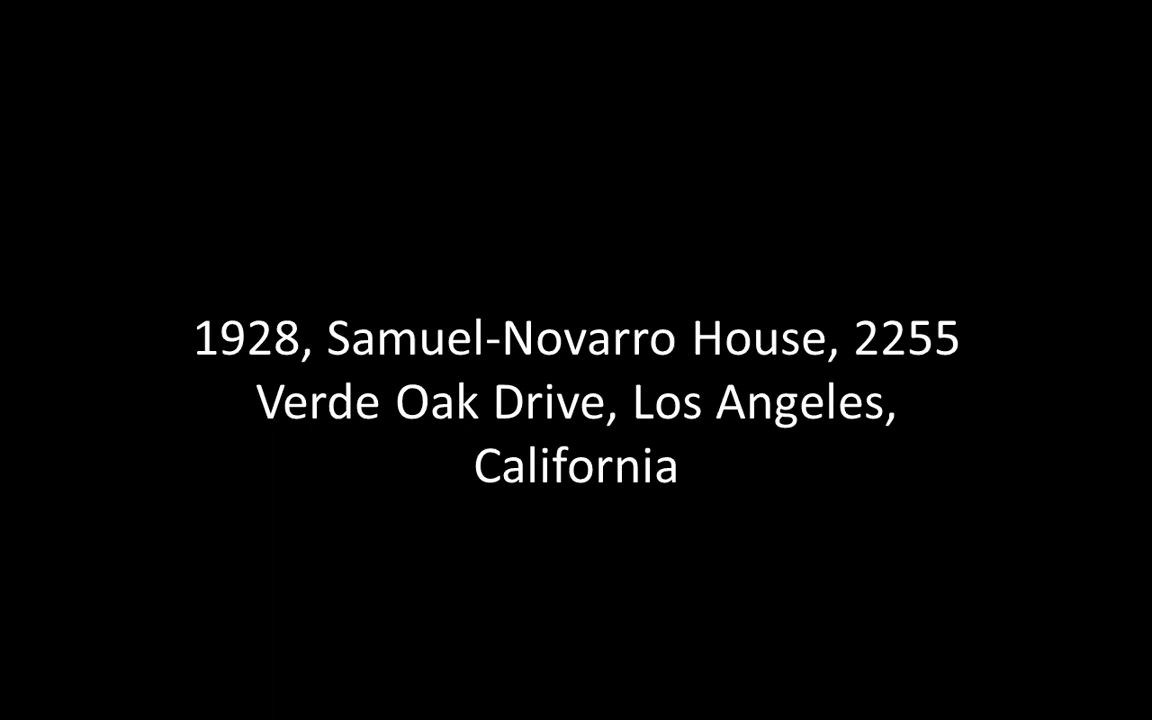 1928, Samuel-Novarro House, 2255
Verde Oak Drive, Los Angeles,
California